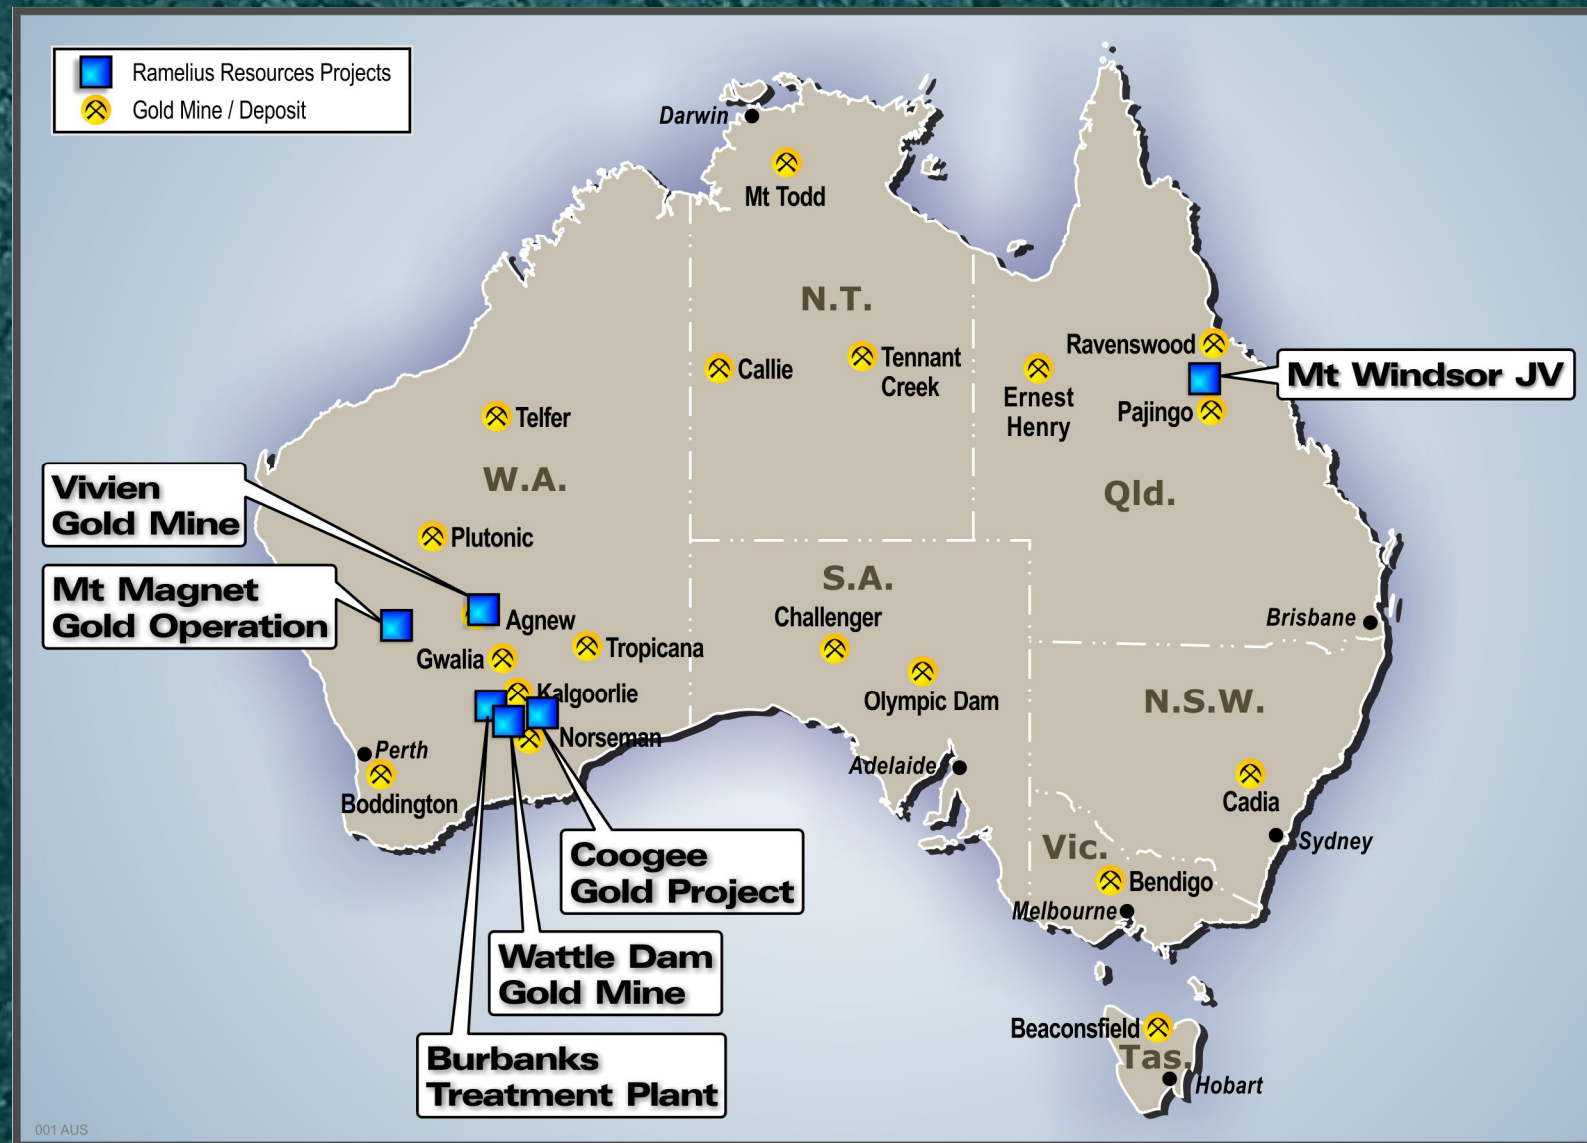 Ramelius Resources Projects
Gold Mine / Deposit
Darwin
Mt Todd
N.T.
Ravenswood
Callie
Tennant
Creek
Ernest
Henry
Mt Windsor JV
Pajingo
Telfer
W.A.
Qld.
Vivien
Gold Mine
Plutonic
Mt Magnet
Gold Operation
S.A.
Agnew
Challenger
Brisbane
Gwalia
Tropicana
Kalgoorlie
Olympic Dam
N.S.W.
Norseman
Perth
Boddington
Adelaide
Cadia
Sydney
Coogee
Gold Project
Vic.
Bendigo
Melbourne
Wattle Dam
Gold Mine
Beaconsfield
Tas.
Hobart
Burbanks
Treatment Plant
001 AUS